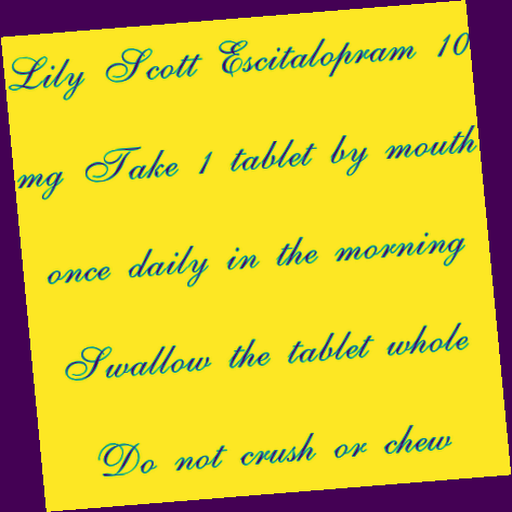 Lily Scott Escitalopram 10
mg Take 1 tablet by mouth
once daily in the morning
Swallow the tablet whole
Do not crush or chew